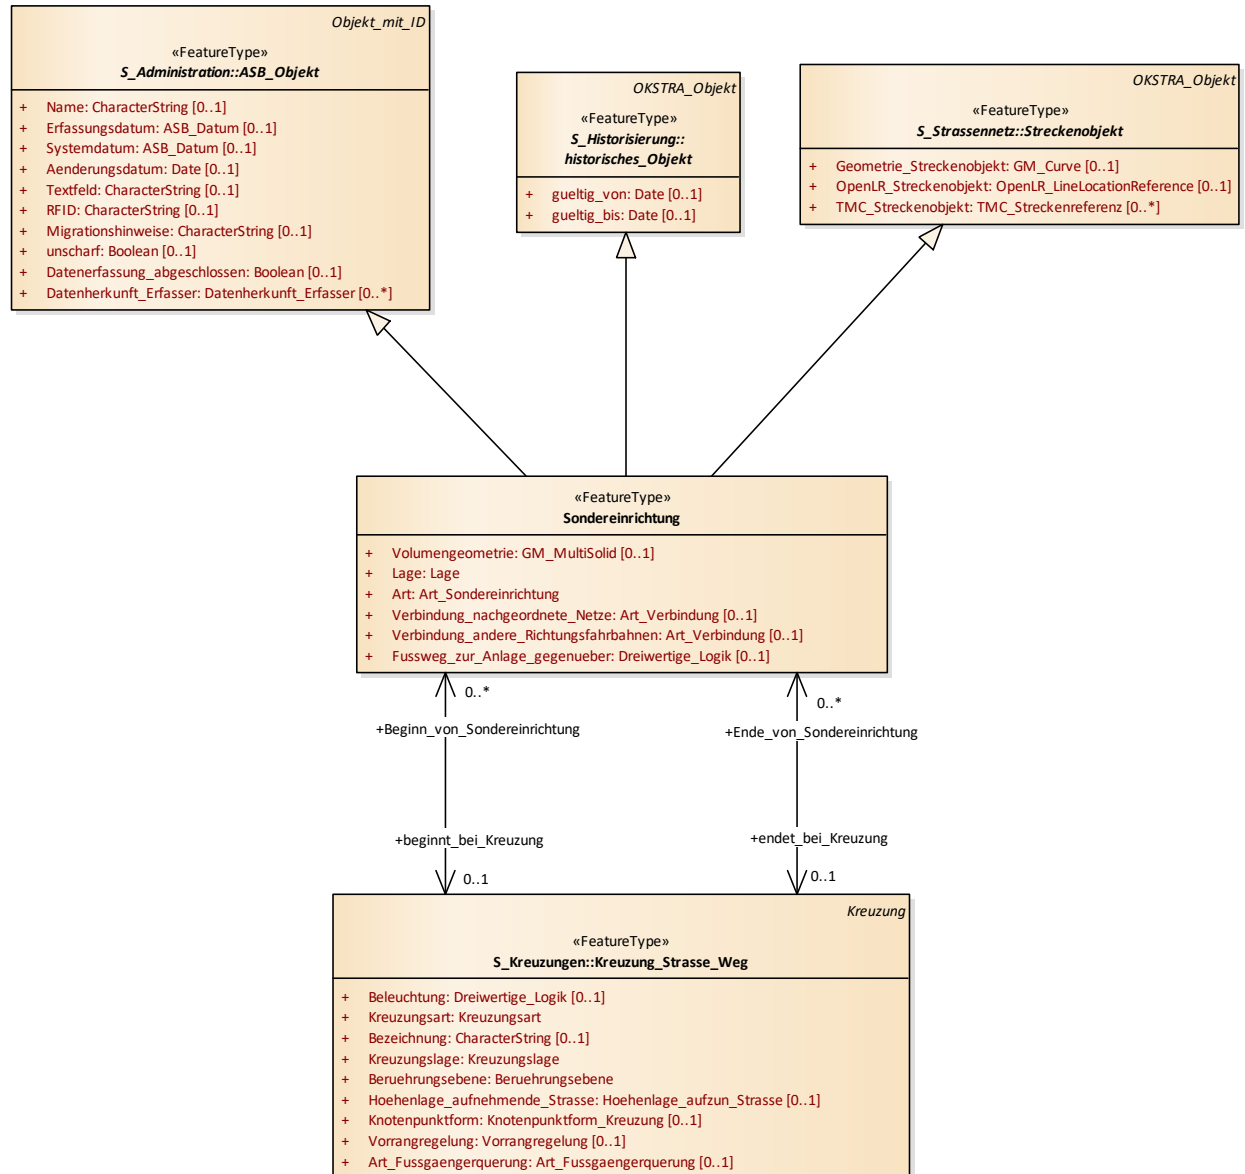 Objekt_mit_ID
«FeatureType»
S_Administration::ASB_Objekt
+ Name: CharacterString [0..1]
+ Erfassungsdatum: ASB_Datum [0..1]
+ Systemdatum: ASB_Datum [0..1]
+ Aenderungsdatum: Date [0..1]
+ Textfeld: CharacterString [0..1]
+ RFID: CharacterString [0..1]
+ Migrationshinweise: CharacterString [0..1]
+ unscharf: Boolean [0..1]
+ Datenerfassung_abgeschlossen: Boolean [0..1]
+ Datenherkunft_Erfasser: Datenherkunft_Erfasser [0..*]
OKSTRA_Objekt
«FeatureType»
S_Historisierung::
historisches_Objekt
+ gueltig_von: Date [0..1]
+ gueltig_bis: Date [0..1]
OKSTRA_Objekt
«FeatureType»
S_Strassennetz::Streckenobjekt
+ Geometrie_Streckenobjekt: GM_Curve [0..1]
+ OpenLR_Streckenobjekt: OpenLR_LineLocationReference [0..1]
+ TMC_Streckenobjekt: TMC_Streckenreferenz [0..*]
«FeatureType»
Sondereinrichtung
+ Volumengeometrie: GM_MultiSolid [0..1]
+ Lage: Lage
+ Art: Art_Sondereinrichtung
+ Verbindung_nachgeordnete_Netze: Art_Verbindung [0..1]
+ Verbindung_andere_Richtungsfahrbahnen: Art_Verbindung [0..1]
+ Fussweg_zur_Anlage_gegenueber: Dreiwertige_Logik [0..1]
0..*
+Beginn_von_Sondereinrichtung
+beginnt_bei_Kreuzung
0..1
0..*
+Ende_von_Sondereinrichtung
+endet_bei_Kreuzung
0..1
Kreuzung
«FeatureType»
S_Kreuzungen::Kreuzung_Strasse_Weg
+ Beleuchtung: Dreiwertige_Logik [0..1]
+ Kreuzungsart: Kreuzungsart
+ Bezeichnung: CharacterString [0..1]
+ Kreuzungslage: Kreuzungslage
+ Beruehrungsebene: Beruehrungsebene
+ Hoehenlage_aufnehmende_Strasse: Hoehenlage_aufzun_Strasse [0..1]
+ Knotenpunktform: Knotenpunktform_Kreuzung [0..1]
+ Vorrangregelung: Vorrangregelung [0..1]
+ Art_Fussgaengerquerung: Art_Fussgaengerquerung [0..1]